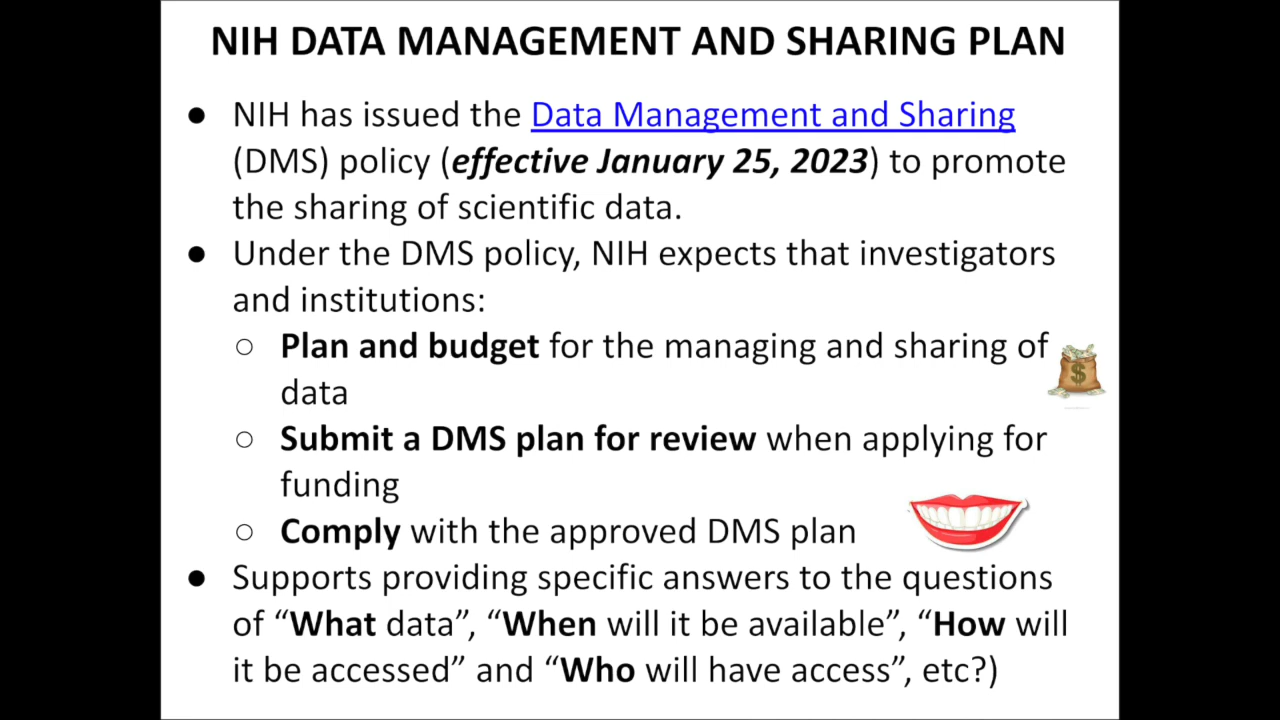 NIH DATA MANAGEMENT AND SHARING PLAN
● NIH has issued the Data Management and Sharing
(DMS) policy (effective January 25, 2023) to promote
the sharing of scientific data.
● Under the DMS policy, NIH expects that investigators
and institutions:
○ Plan and budget for the managing and sharing of
data
$
○ Submit a DMS plan for review when applying for
funding
○ Comply with the approved DMS plan
● Supports providing specific answers to the questions
of “What data”, “When will it be available”, “How will
it be accessed” and “Who will have access”, etc?)